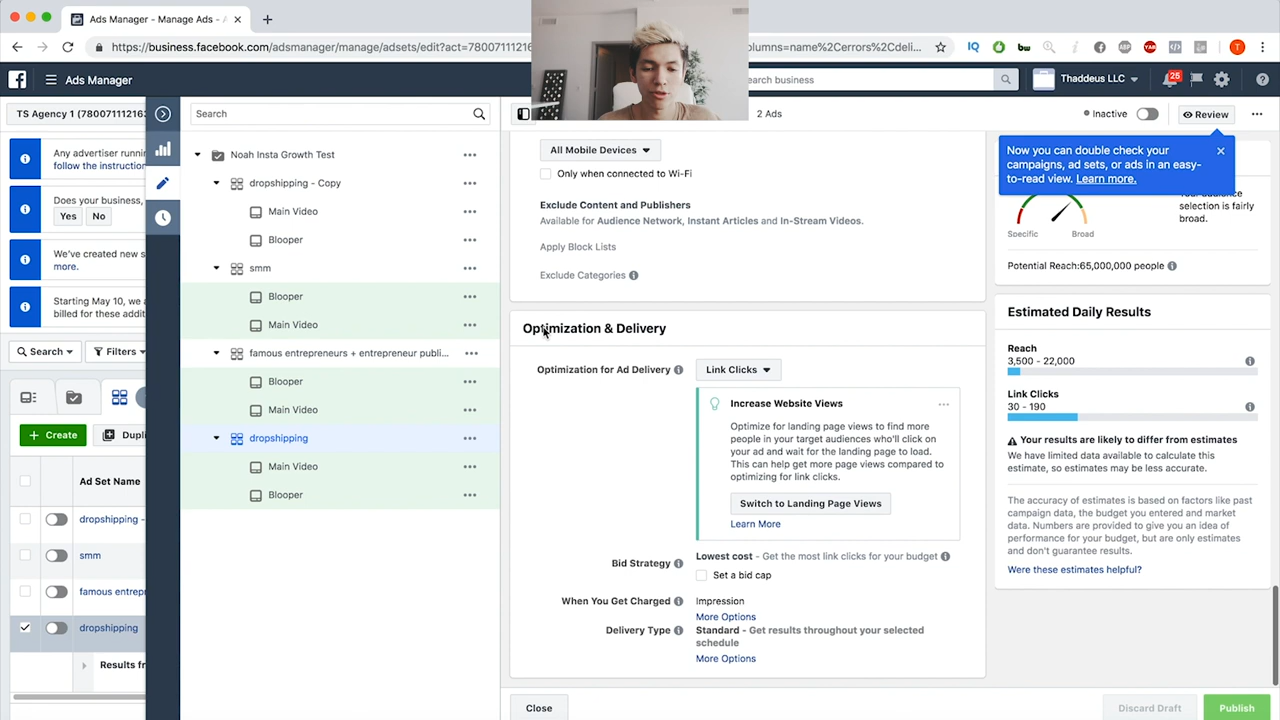 Ads Manager - Manage Ads - A
https://business.facebook.com/adsmanager/manage/adsets/edit?act=7800711121
olumns=name%2Cerrors%2Cdeli...
IQ
bw
ABP
YAB
T
Ads Manager
earch business
Thaddeus LLC
25
TS Agency 1 (78007111216
Search
2 Ads
Inactive
Review
Any advertiser runnin
follow the instruction
Does your business,
Yes
No
We've created new s
more.
Starting May 10, we a
billed for these addit
Search
Filters
Create
Dupli
Ad Set Name
dropshipping -
smm
famous entrep
dropshipping
Results fr
Noah Insta Growth Test
dropshipping - Copy
Main Video
Blooper
smm
Blooper
Main Video
famous entrepreneurs + entrepreneur publi...
Blooper
Main Video
dropshipping
Main Video
Blooper
All Mobile Devices
Only when connected to Wi-Fi
Exclude Content and Publishers
Available for Audience Network, Instant Articles and In-Stream Videos.
Apply Block Lists
Exclude Categories
Optimization & Delivery
Optimization for Ad Delivery
Link Clicks
Increase Website Views
Optimize for landing page views to find more
people in your target audiences who'll click on
your ad and wait for the landing page to load.
This can help get more page views compared to
optimizing for link clicks.
Switch to Landing Page Views
Learn More
Bid Strategy
Lowest cost - Get the most link clicks for your budget
Set a bid cap
When You Get Charged
Impression
More Options
Delivery Type
Standard - Get results throughout your selected
schedule
More Options
Close
Now you can double check your
campaigns, ad sets, or ads in an easy-
to-read view. Learn more.
selection is fairly
broad.
Specific
Broad
Potential Reach:65,000,000 people
Estimated Daily Results
Reach
3,500 - 22,000
Link Clicks
30 - 190
Your results are likely to differ from estimates
We have limited data available to calculate this
estimate, so estimates may be less accurate.
The accuracy of estimates is based on factors like past
campaign data, the budget you entered and market
data. Numbers are provided to give you an idea of
performance for your budget, but are only estimates
and don't guarantee results.
Were these estimates helpful?
Discard Draft
Publish